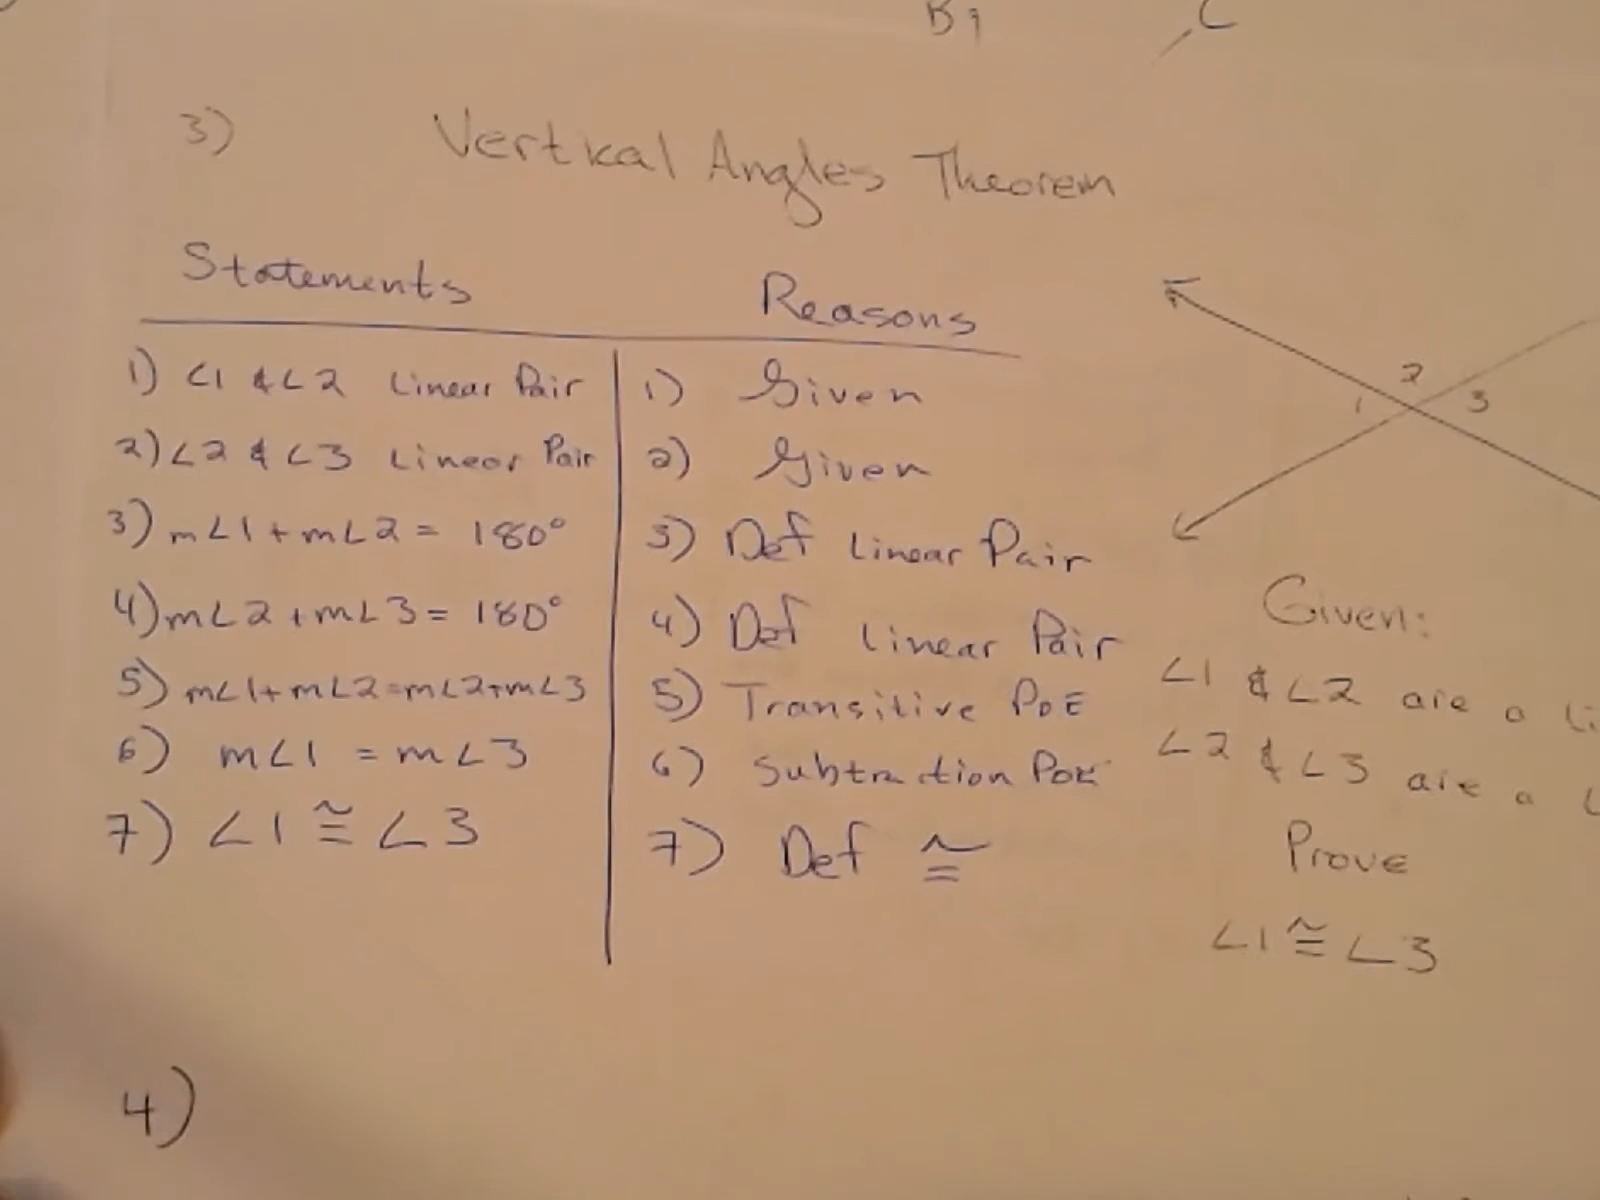 B
C
3) Vertical Angles Theorem
Statements Reasons
1) ∠1 & ∠2 Linear Pair 1) Given
2) ∠2 & ∠3 Linear Pair 2) Given
3) m∠1 + m∠2 = 180° 3) Def Linear Pair
4) m∠2 + m∠3 = 180° 4) Def Linear Pair
5) m∠1+m∠2=m∠2+m∠3 5) Transitive PoE
6) m∠1 = m∠3 6) Subtraction PoE
7) ∠1 ≅ ∠3 7) Def ≅
2
1 3
Given:
∠1 & ∠2 are a Li
∠2 & ∠3 are a L
Prove
∠1 ≅ ∠3
4)